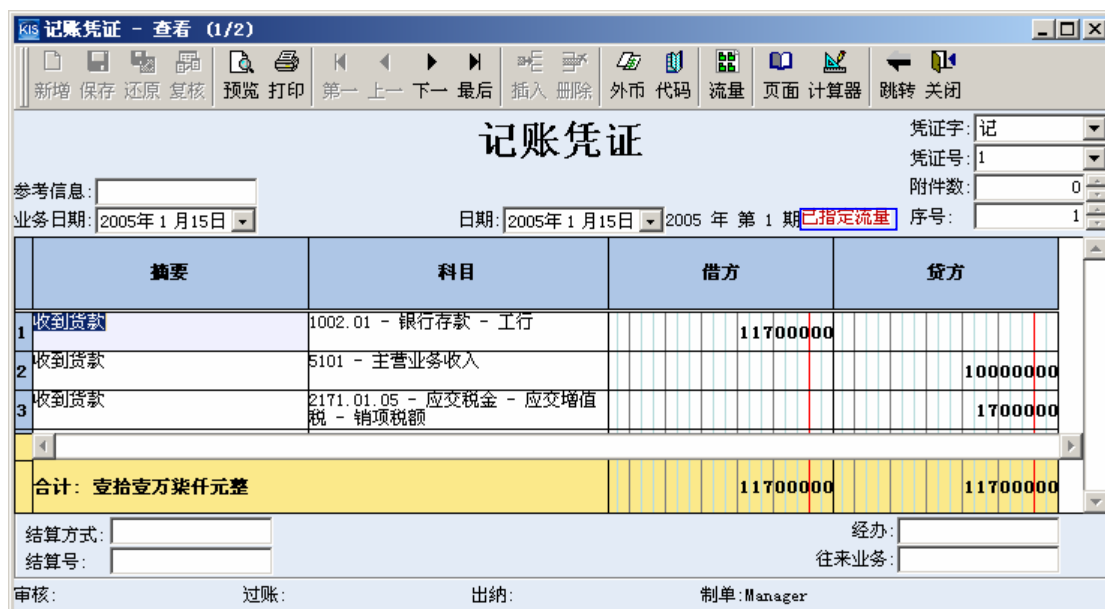 KIS 记账凭证 - 查看 (1/2)
新增 保存 还原 复核 预览 打印 第一 上一 下一 最后 插入 删除 外币 代码 流量 页面 计算器 跳转 关闭
记账凭证
凭证字: 记
凭证号: 1
参考信息:
附件数: 0
业务日期: 2005年 1 月15日 日期: 2005年 1 月15日 2005 年 第 1 期 已指定流量 序号: 1
摘要 科目 借方 贷方
1 收到货款 1002.01 - 银行存款 - 工行 11700000
2 收到货款 5101 - 主营业务收入 10000000
3 收到货款 2171.01.05 - 应交税金 - 应交增值
税 - 销项税额 1700000
合计: 壹拾壹万柒仟元整 11700000 11700000
结算方式: 经办:
结算号: 往来业务:
审核: 过账: 出纳: 制单:Manager